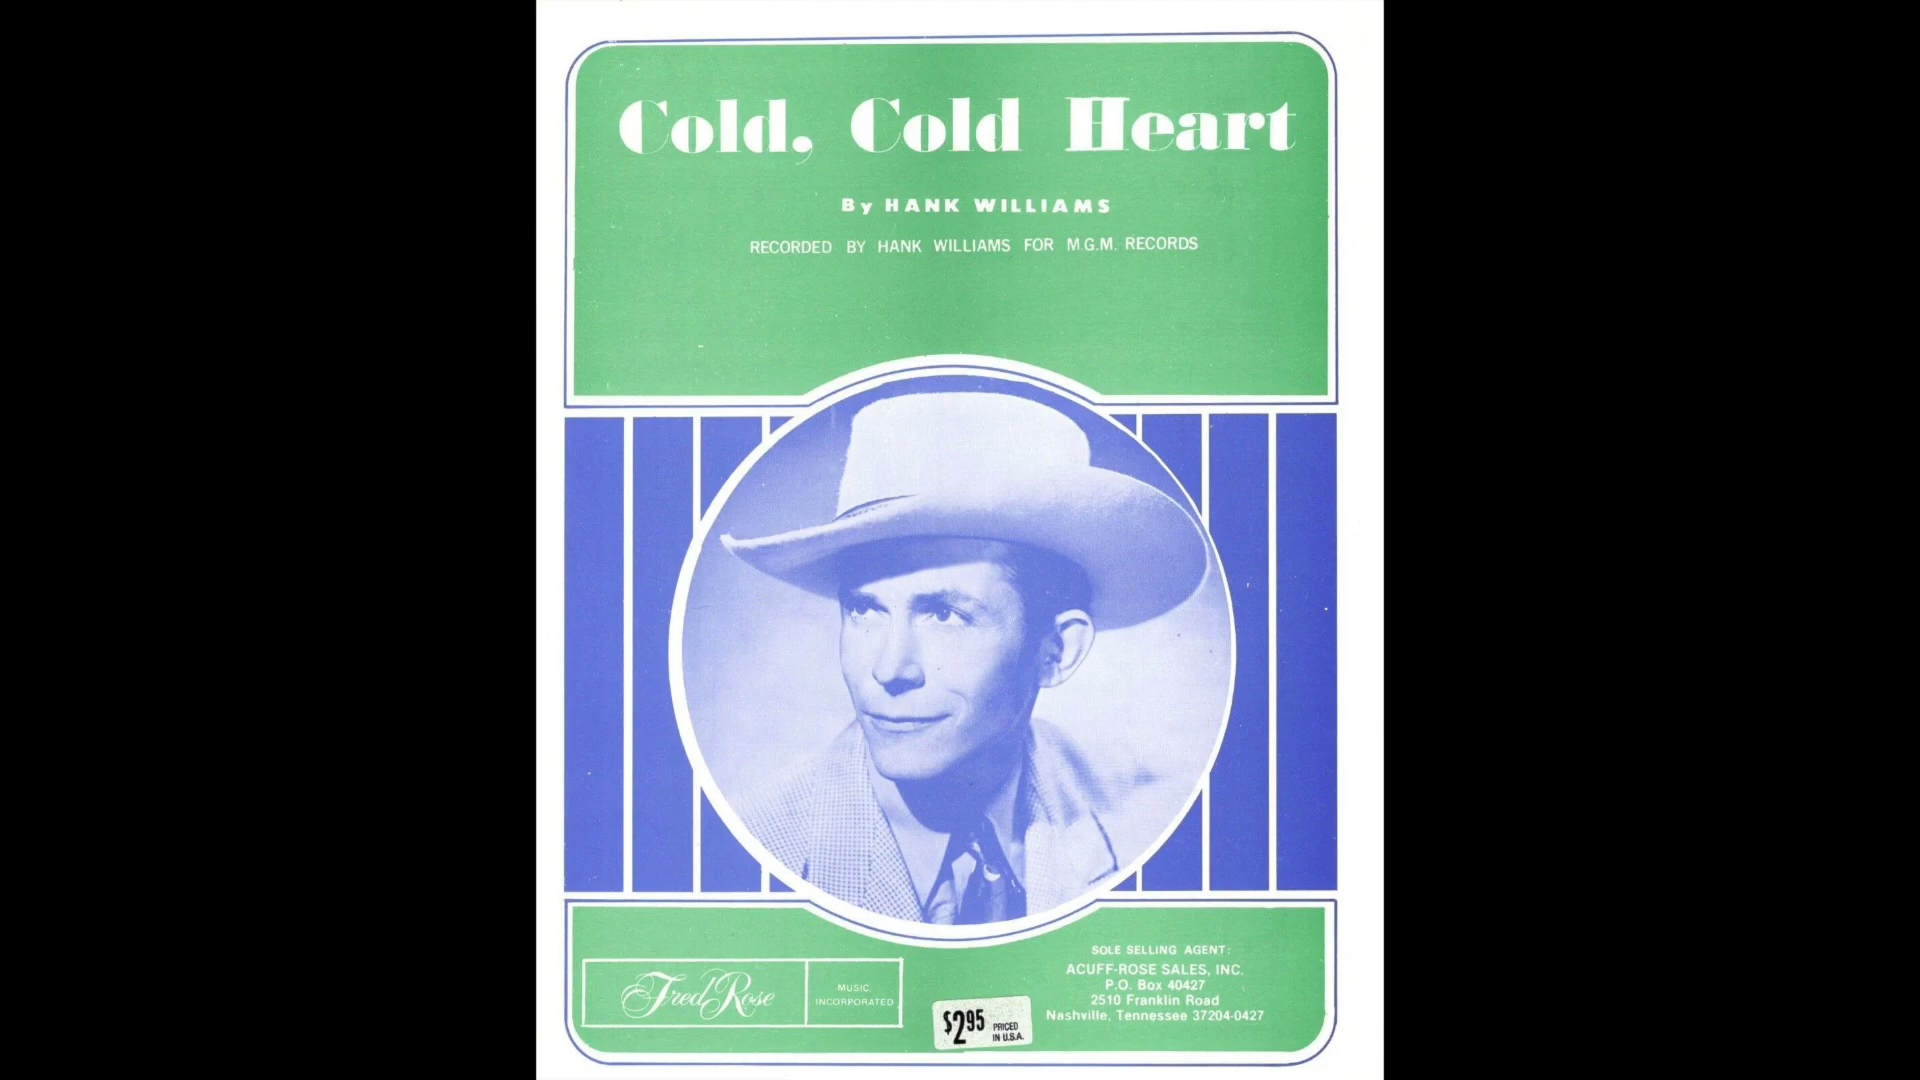 Cold, Cold Heart
By HANK WILLIAMS
RECORDED BY HANK WILLIAMS FOR M.G.M. RECORDS
Fred Rose
MUSIC
INCORPORATED
$2.95 PRICED
IN U.S.A.
SOLE SELLING AGENT:
ACUFF-ROSE SALES, INC.
P.O. Box 40427
2510 Franklin Road
Nashville, Tennessee 37204-0427